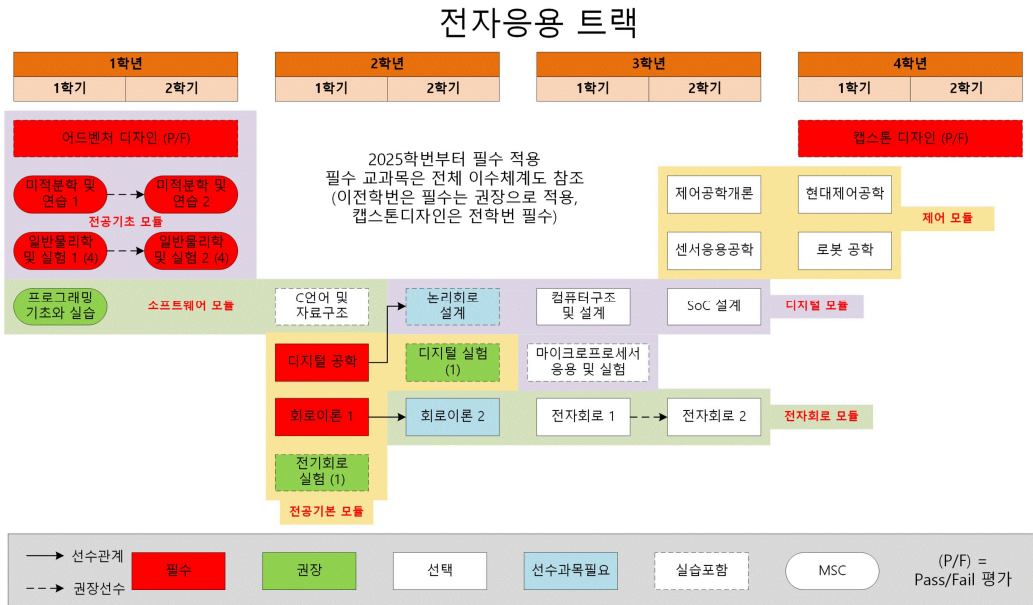 전자응용 트랙
1학년
2학년
3학년
4학년
1학기
2학기
1학기
2학기
1학기
2학기
1학기
2학기
어드벤처 디자인 (P/F)
캡스톤 디자인 (P/F)
2025학번부터 필수 적용
필수 교과목은 전체 이수체계도 참조
(이전학번은 필수는 권장으로 적용,
캡스톤디자인은 전학번 필수)
미적분학 및
연습 1
미적분학 및
연습 2
제어공학개론
현대제어공학
전공기초 모듈
제어 모듈
일반물리학
및 실험 1 (4)
일반물리학
및 실험 2 (4)
센서응용공학
로봇 공학
프로그래밍
기초와 실습
소프트웨어 모듈
C언어 및
자료구조
논리회로
설계
컴퓨터구조
및 설계
SoC 설계
디지털 모듈
디지털 공학
디지털 실험
(1)
마이크로프로세서
응용 및 실험
회로이론 1
회로이론 2
전자회로 1
전자회로 2
전자회로 모듈
전기회로
실험 (1)
전공기본 모듈
선수관계
권장선수
필수
권장
선택
선수과목필요
실습포함
MSC
(P/F) =
Pass/Fail 평가